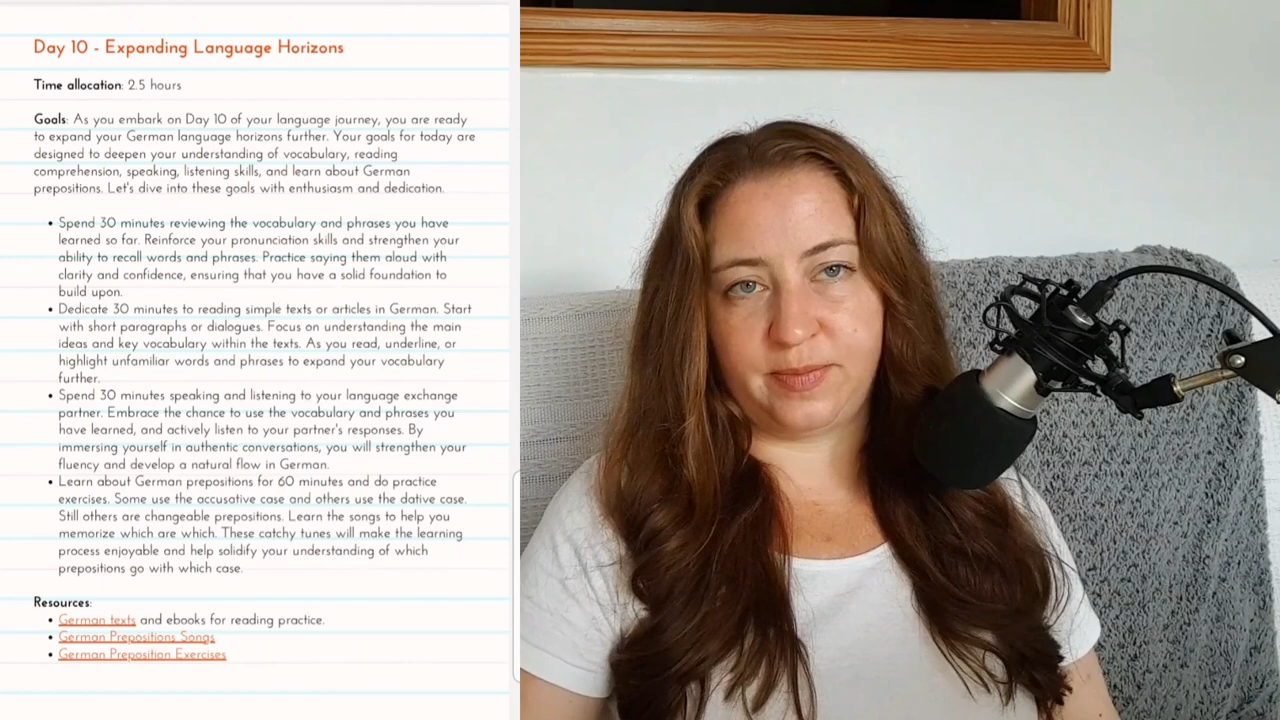 Day 10 - Expanding Language Horizons
Time allocation: 2.5 hours
Goals: As you embark on Day 10 of your language journey, you are ready
to expand your German language horizons further. Your goals for today are
designed to deepen your understanding of vocabulary, reading
comprehension, speaking, listening skills, and learn about German
prepositions. Let's dive into these goals with enthusiasm and dedication.
• Spend 30 minutes reviewing the vocabulary and phrases you have
learned so far. Reinforce your pronunciation skills and strengthen your
ability to recall words and phrases. Practice saying them aloud with
clarity and confidence, ensuring that you have a solid foundation to
build upon.
• Dedicate 30 minutes to reading simple texts or articles in German. Start
with short paragraphs or dialogues. Focus on understanding the main
ideas and key vocabulary within the texts. As you read, underline, or
highlight unfamiliar words and phrases to expand your vocabulary
further.
• Spend 30 minutes speaking and listening to your language exchange
partner. Embrace the chance to use the vocabulary and phrases you
have learned, and actively listen to your partner's responses. By
immersing yourself in authentic conversations, you will strengthen your
fluency and develop a natural flow in German.
• Learn about German prepositions for 60 minutes and do practice
exercises. Some use the accusative case and others use the dative case.
Still others are changeable prepositions. Learn the songs to help you
memorize which are which. These catchy tunes will make the learning
process enjoyable and help solidify your understanding of which
prepositions go with which case.
Resources:
• German texts and ebooks for reading practice.
• German Prepositions Songs
• German Preposition Exercises